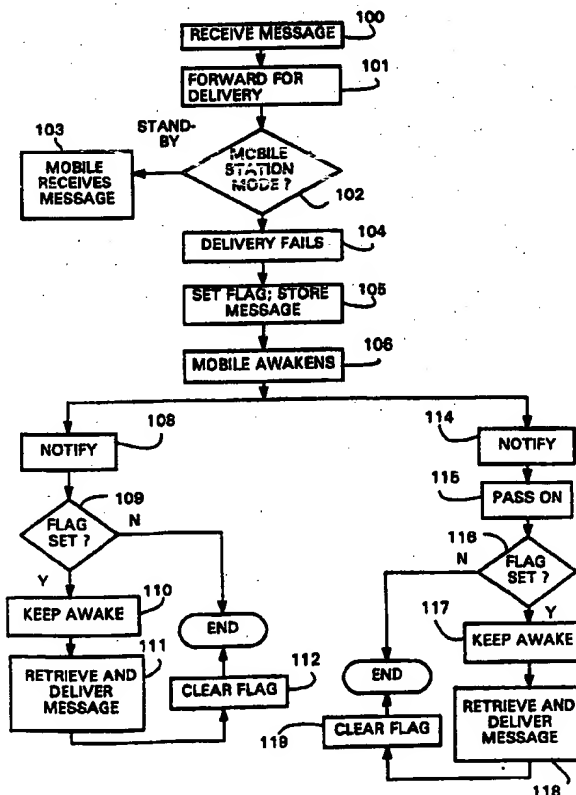 100
RECEIVE MESSAGE
101
FORWARD FOR
DELIVERY
103
STAND-
BY
MOBILE
RECEIVES
MESSAGE
MOBILE
STATION
MODE ?
102
DELIVERY FAILS
104
SET FLAG; STORE
MESSAGE
105
106
MOBILE AWAKENS
108
NOTIFY
114
NOTIFY
115
PASS ON
109
FLAG
SET ?
N
Y
116
FLAG
SET ?
N
Y
110
KEEP AWAKE
117
KEEP AWAKE
END
END
111
RETRIEVE AND
DELIVER
MESSAGE
112
CLEAR FLAG
119
CLEAR FLAG
RETRIEVE AND
DELIVER
MESSAGE
118